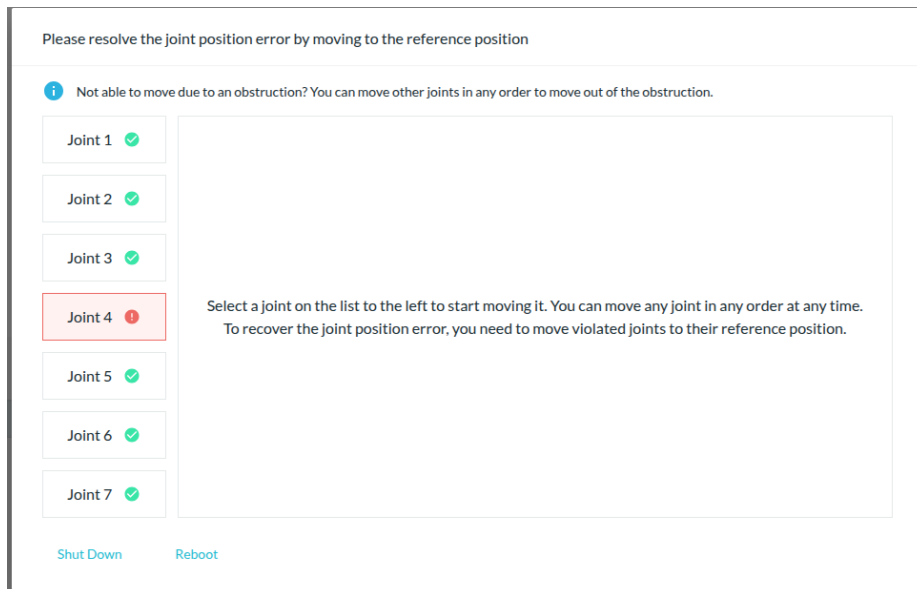 Please resolve the joint position error by moving to the reference position
Not able to move due to an obstruction? You can move other joints in any order to move out of the obstruction.
Joint 1
Joint 2
Joint 3
Joint 4
Joint 5
Joint 6
Joint 7
Select a joint on the list to the left to start moving it. You can move any joint in any order at any time.
To recover the joint position error, you need to move violated joints to their reference position.
Shut Down
Reboot